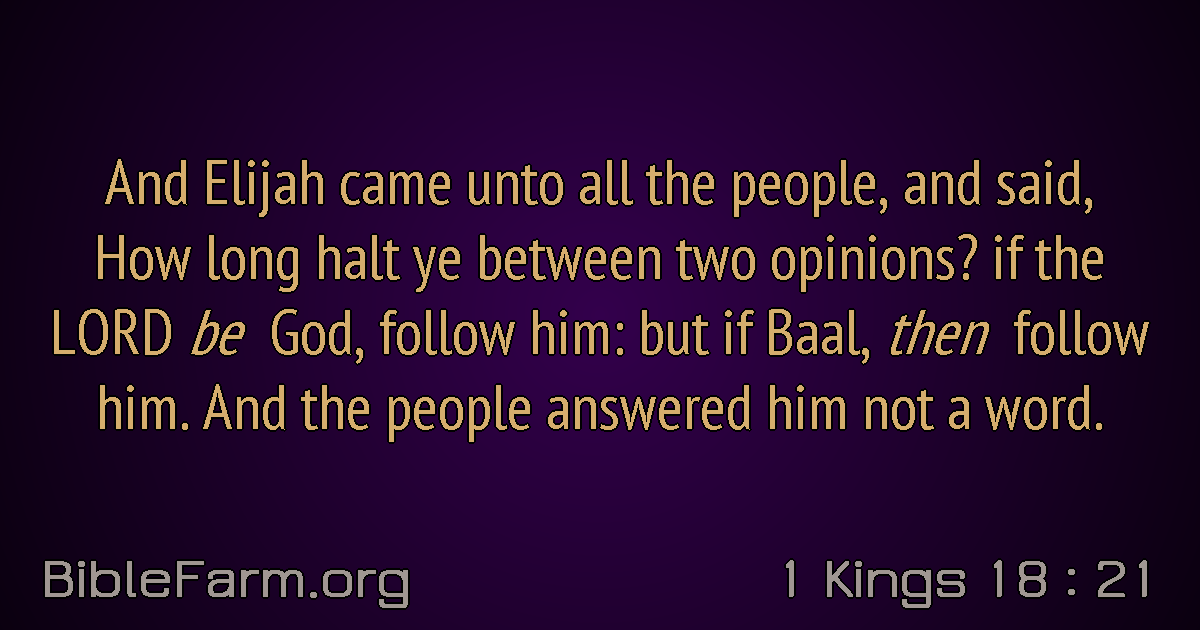 And Elijah came unto all the people, and said,
How long halt ye between two opinions? if the
LORD be God, follow him: but if Baal, then follow
him. And the people answered him not a word.
BibleFarm.org
1 Kings 18 : 21